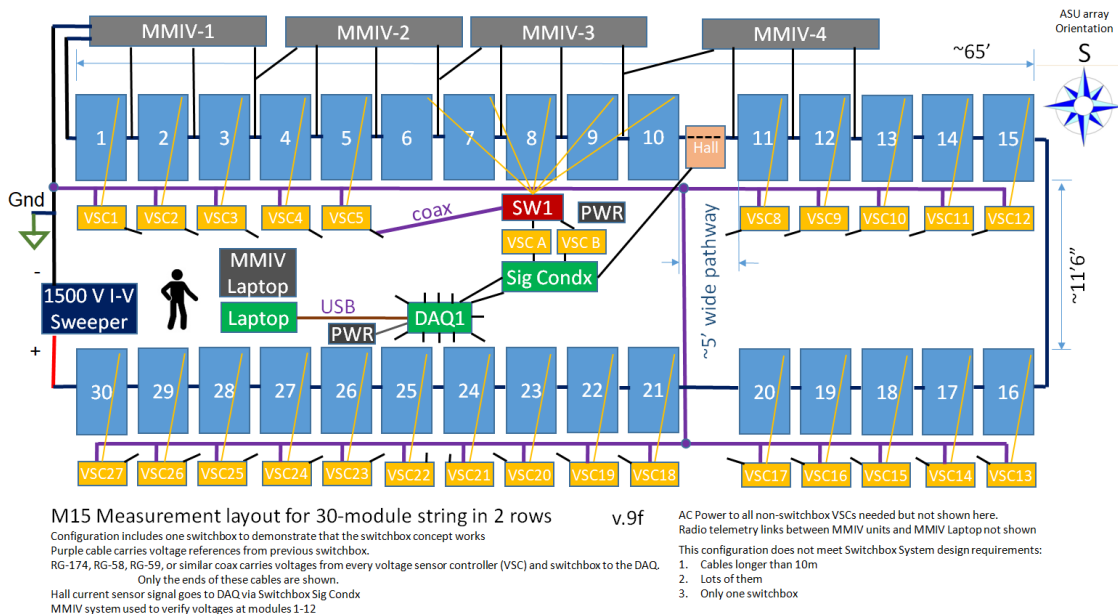 MMIV-1
MMIV-2
MMIV-3
MMIV-4
ASU array
Orientation
S
~65’
1
2
3
4
5
6
7
8
9
10
Hall
11
12
13
14
15
Gnd
VSC1
VSC2
VSC3
VSC4
VSC5
coax
SW1
PWR
VSC8
VSC9
VSC10
VSC11
VSC12
VSC A
VSC B
-
MMIV
Laptop
Sig Condx
1500 V I-V
Sweeper
USB
Laptop
DAQ1
PWR
~5’ wide pathway
~11’6”
+
30
29
28
27
26
25
24
23
22
21
20
19
18
17
16
VSC27
VSC26
VSC25
VSC24
VSC23
VSC22
VSC21
VSC20
VSC19
VSC18
VSC17
VSC16
VSC15
VSC14
VSC13
M15 Measurement layout for 30-module string in 2 rows v.9f
Configuration includes one switchbox to demonstrate that the switchbox concept works
Purple cable carries voltage references from previous switchbox.
RG-174, RG-58, RG-59, or similar coax carries voltages from every voltage sensor controller (VSC) and switchbox to the DAQ.
Only the ends of these cables are shown.
Hall current sensor signal goes to DAQ via Switchbox Sig Condx
MMIV system used to verify voltages at modules 1-12
AC Power to all non-switchbox VSCs needed but not shown here.
Radio telemetry links between MMIV units and MMIV Laptop not shown
This configuration does not meet Switchbox System design requirements:
1. Cables longer than 10m
2. Lots of them
3. Only one switchbox